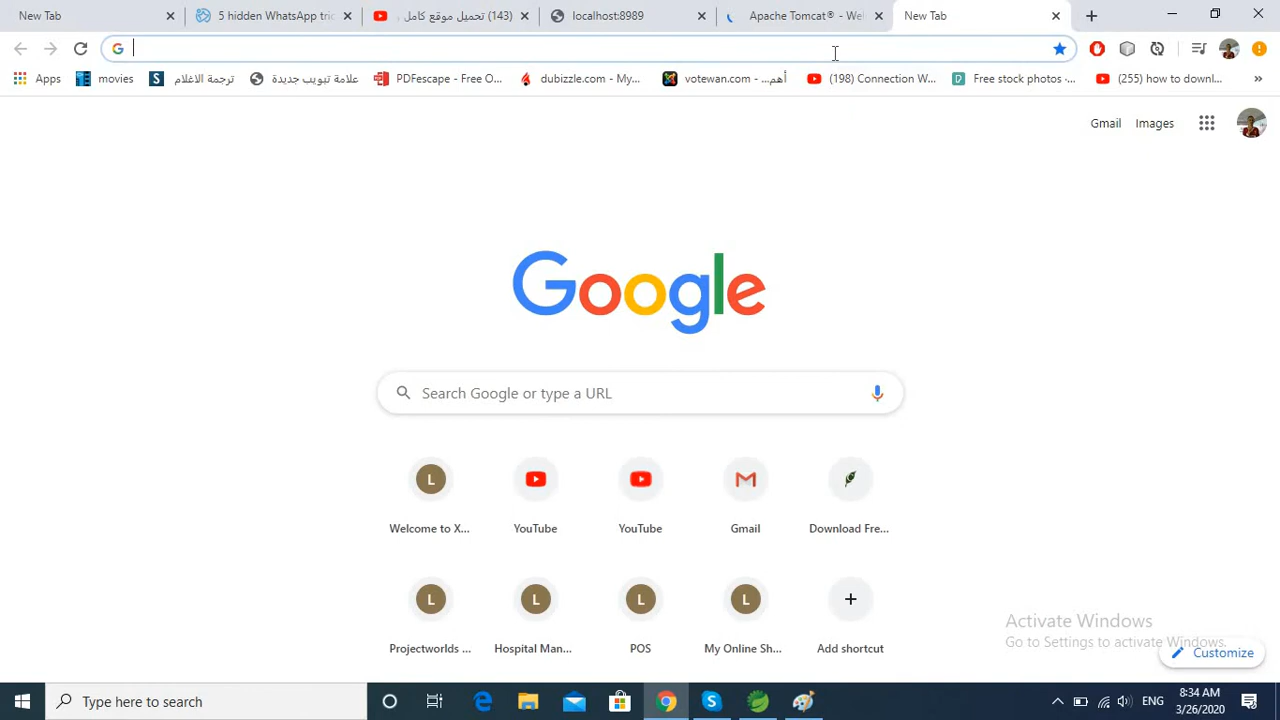 New Tab
5 hidden WhatsApp tric
(143) تحميل موقع كامل
localhost:8989
Apache Tomcat® - Wel
New Tab
Apps
movies
ترجمة الاغلام
علامة تبويب جديدة
PDFescape - Free O...
dubizzle.com - My...
votewan.com - أهم...
(198) Connection W...
Free stock photos -...
(255) how to downl...
»
Gmail
Images
Google
Search Google or type a URL
L
L
L
L
L
Welcome to X...
YouTube
YouTube
Gmail
Download Fre...
Projectworlds ...
Hospital Man...
POS
My Online Sh...
Add shortcut
Activate Windows
Go to Settings to activate Windows.
Customize
Type here to search
ENG
8:34 AM
3/26/2020